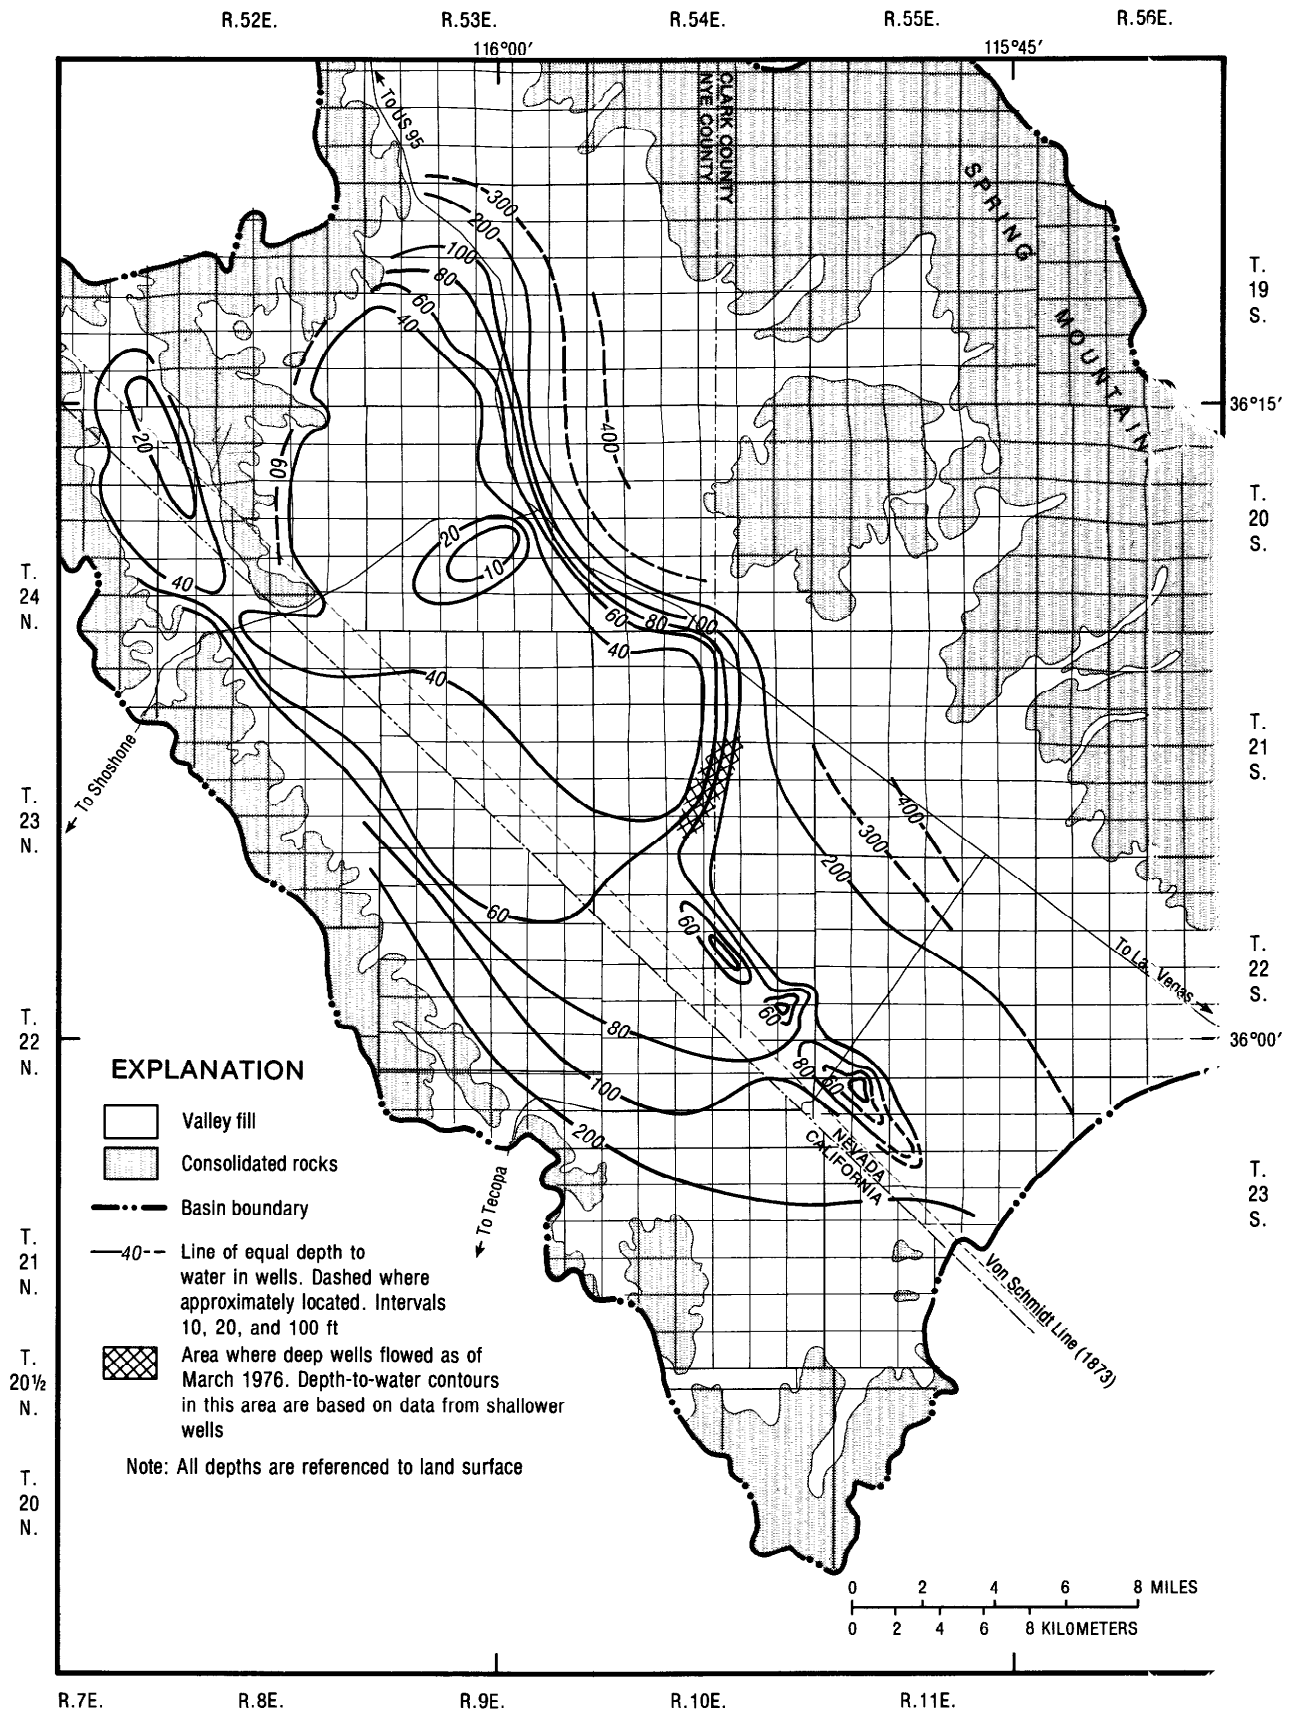 R.52E. R.53E. R.54E. R.55E. R.56E.
116°00′ 115°45′
To US 95
CLARK COUNTY
NYE COUNTY
SPRING
MOUNTAIN
T.
19
S.
300
200
100
80
60
40
36°15′
400
20
60
T.
20
S.
20
10
T.
24
N.
40
60
80
100
40
40
T.
21
S.
To Shoshone
T.
23
N.
400
300
200
60
60
T.
22
S.
To La
60
T.
22
N.
80
36°00′
80
60
100
200
NEVADA
CALIFORNIA
T.
23
S.
To Tecopa
T.
21
N.
Von Schmidt Line (1873)
T.
20½
N.
T.
20
N.
EXPLANATION
Valley fill
Consolidated rocks
Basin boundary
40
Line of equal depth to
water in wells. Dashed where
approximately located. Intervals
10, 20, and 100 ft
Area where deep wells flowed as of
March 1976. Depth-to-water contours
in this area are based on data from shallower
wells
Note: All depths are referenced to land surface
0 2 4 6 8 MILES
0 2 4 6 8 KILOMETERS
R.7E. R.8E. R.9E. R.10E. R.11E.